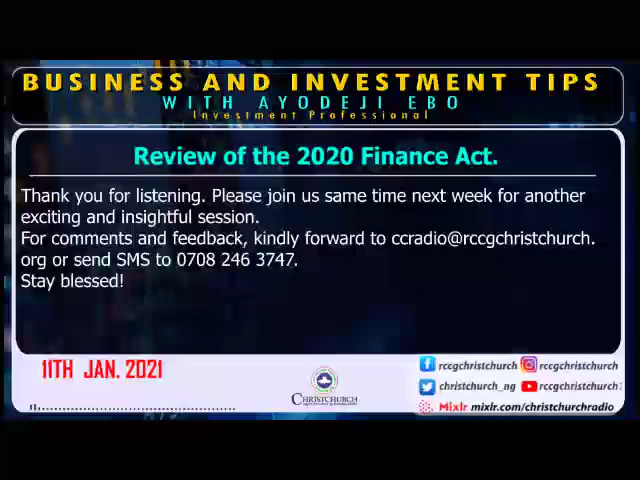 BUSINESS AND INVESTMENT TIPS
WITH AYODEJI EBO
Investment Professional
Review of the 2020 Finance Act.
Thank you for listening. Please join us same time next week for another
exciting and insightful session.
For comments and feedback, kindly forward to ccradio@rccgchristchurch.
org or send SMS to 0708 246 3747.
Stay blessed!
11TH JAN. 2021
CHRISTCHURCH
rccgchristchurch
rccgchristchurch
christchurch_ng
rccgchristchurch
Mixlr mixlr.com/christchurchradio